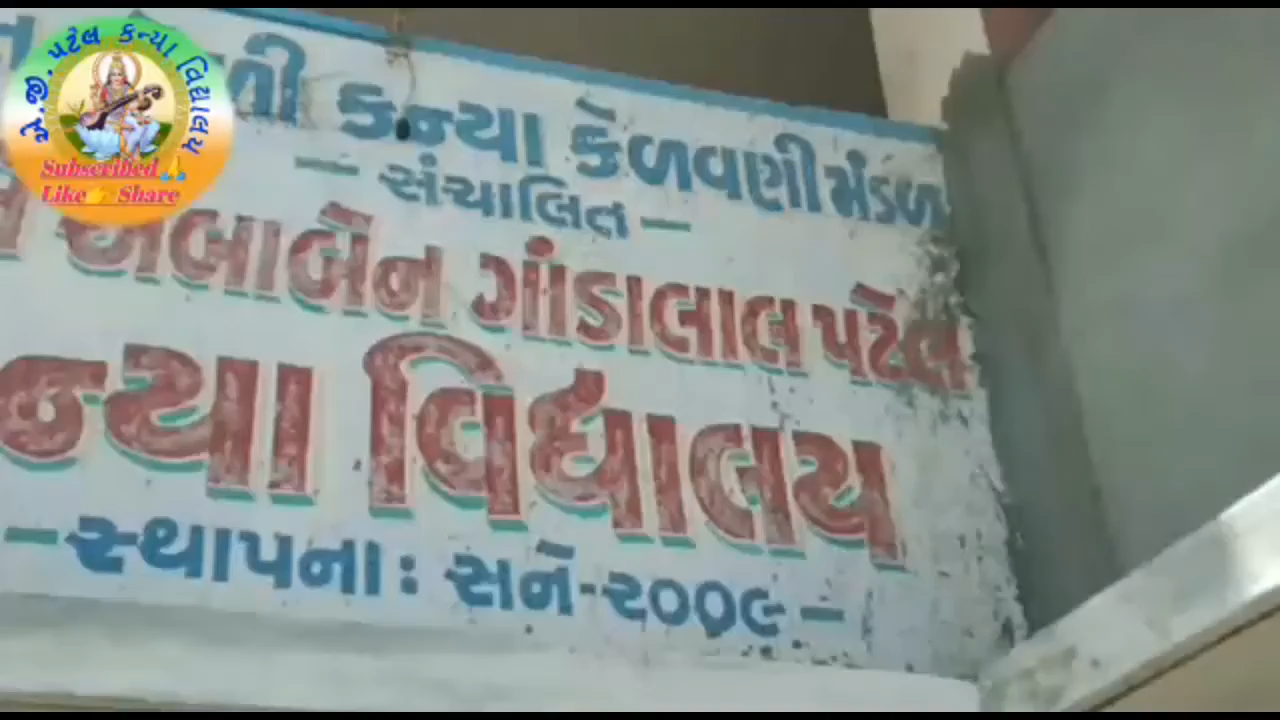 એ.જી. પટેલ કન્યા વિદ્યાલય
Subscribed
Like Share
કન્યા કેળવણી મંડળ
— સંચાલિત —
અંબાબેન ગાંડાલાલ પટેલ
વિદ્યાલય
— સ્થાપના : સને - ૨૦૦૯ —